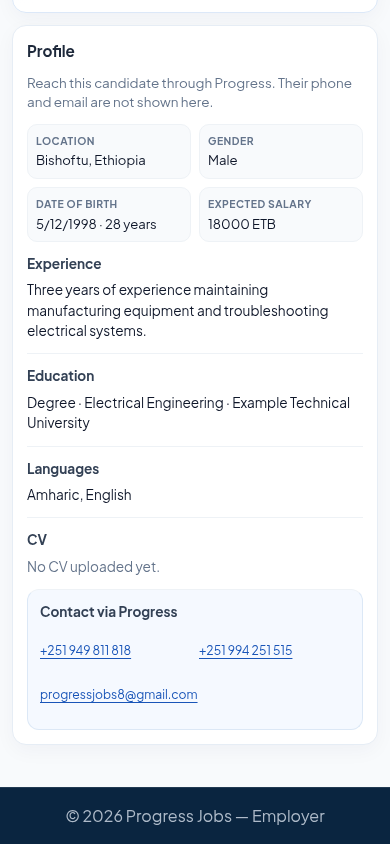 Profile
Reach this candidate through Progress. Their phone
and email are not shown here.
LOCATION
Bishoftu, Ethiopia
GENDER
Male
DATE OF BIRTH
5/12/1998 · 28 years
EXPECTED SALARY
18000 ETB
Experience
Three years of experience maintaining
manufacturing equipment and troubleshooting
electrical systems.
Education
Degree · Electrical Engineering · Example Technical
University
Languages
Amharic, English
CV
No CV uploaded yet.
Contact via Progress
+251 949 811 818
+251 994 251 515
progressjobs8@gmail.com
© 2026 Progress Jobs — Employer